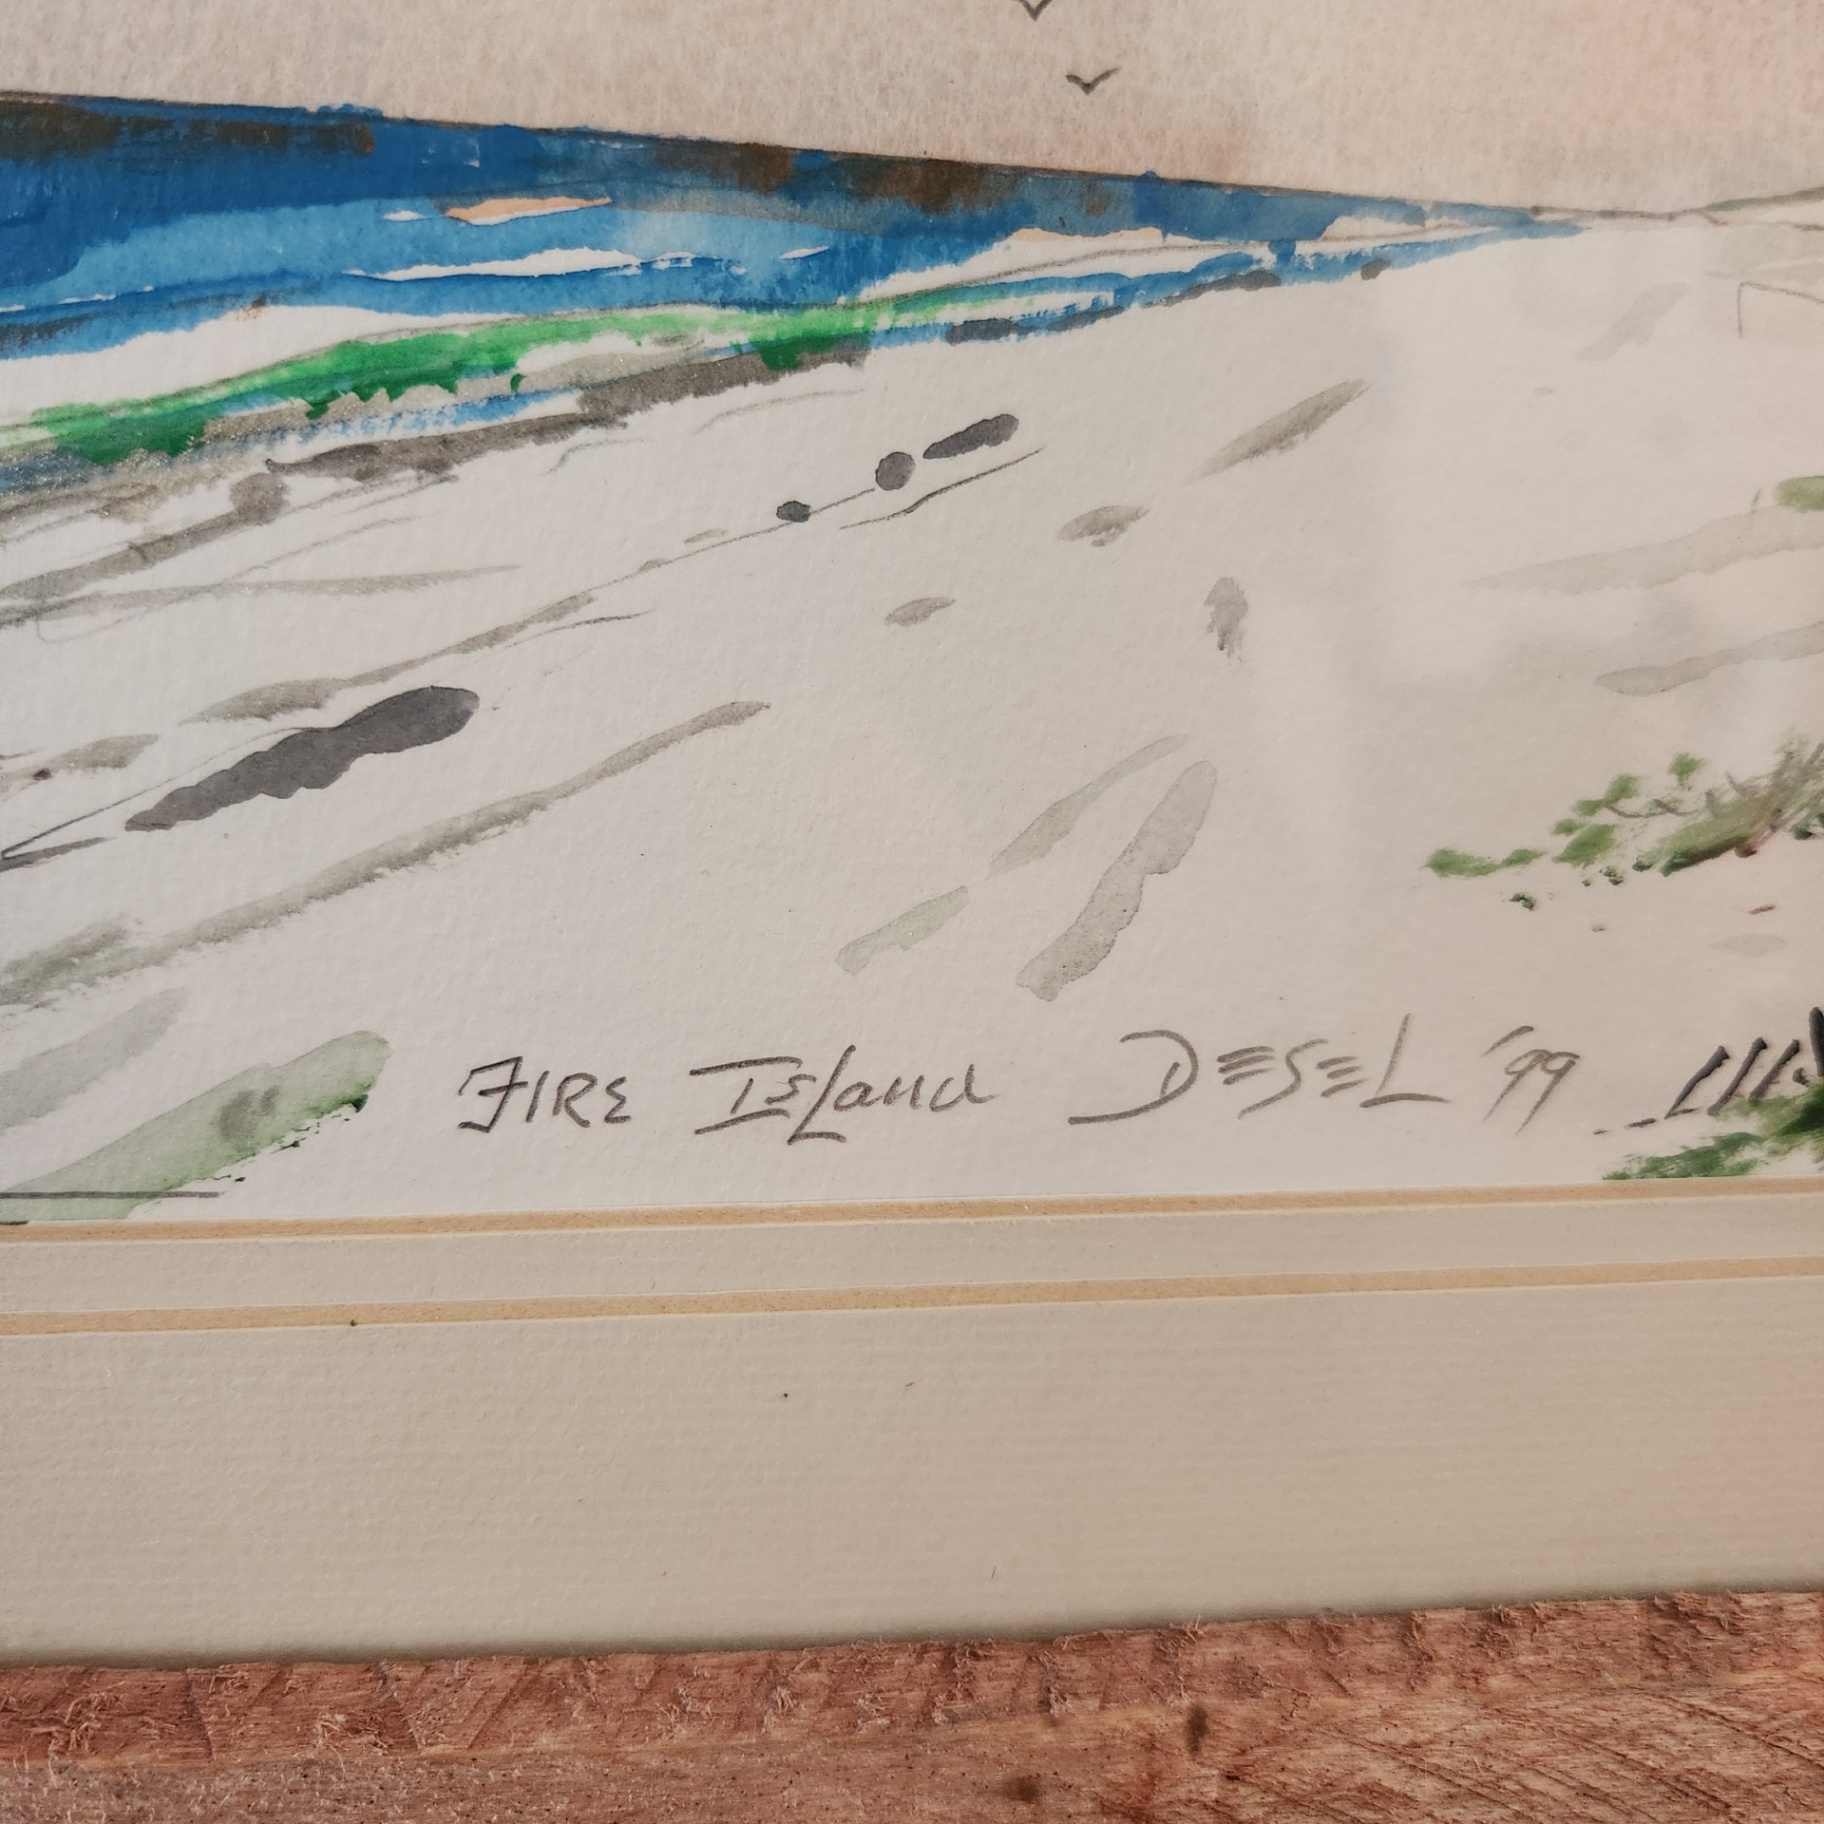 FIRE ISLand DESEL '99